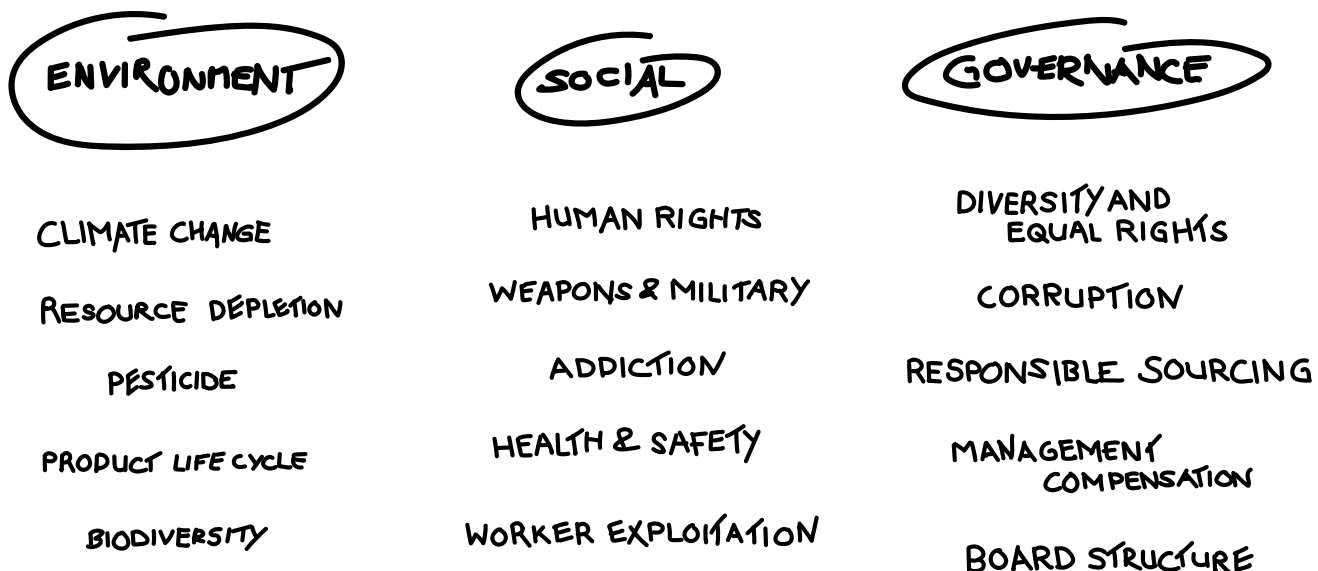 ENVIRONMENT
CLIMATE CHANGE
RESOURCE DEPLETION
PESTICIDE
PRODUCT LIFE CYCLE
BIODIVERSITY
SOCIAL
HUMAN RIGHTS
WEAPONS & MILITARY
ADDICTION
HEALTH & SAFETY
WORKER EXPLOITATION
GOVERNANCE
DIVERSITY AND
EQUAL RIGHTS
CORRUPTION
RESPONSIBLE SOURCING
MANAGEMENT
COMPENSATION
BOARD STRUCTURE